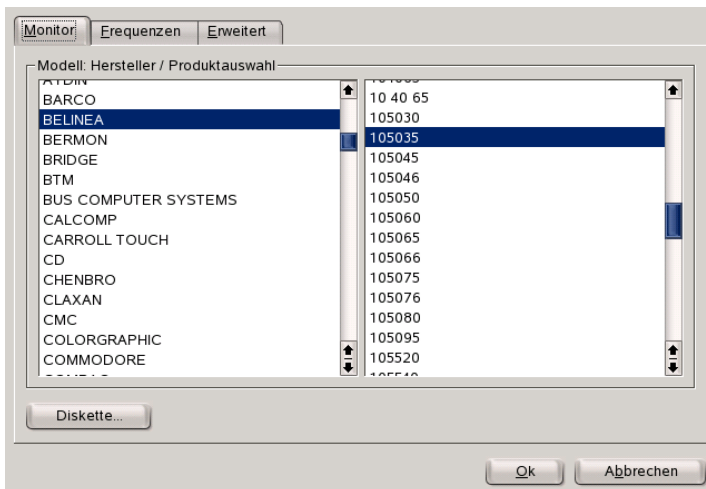 Monitor
Frequenzen
Erweitert
Modell: Hersteller / Produktauswahl
BARCO
BELINEA
BERMON
BRIDGE
BTM
BUS COMPUTER SYSTEMS
CALCOMP
CARROLL TOUCH
CD
CHENBRO
CLAXAN
CMC
COLORGRAPHIC
COMMODORE
10 40 65
105030
105035
105045
105046
105050
105060
105065
105066
105075
105076
105080
105095
105520
Diskette...
Ok
Abbrechen